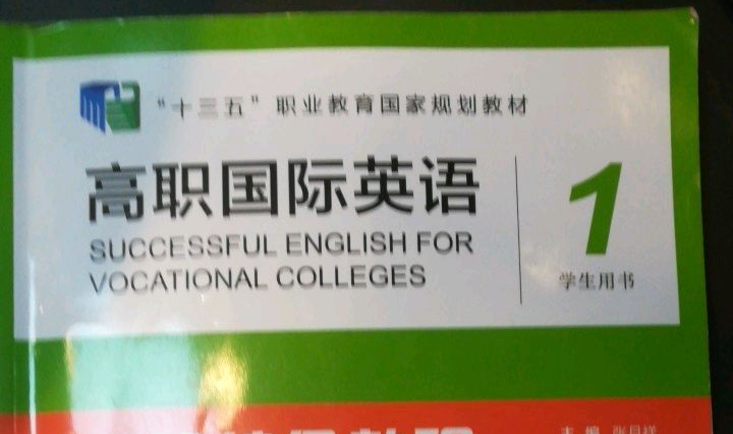 "十三五"职业教育国家规划教材
高职国际英语
SUCCESSFUL ENGLISH FOR
VOCATIONAL COLLEGES
1
学生用书